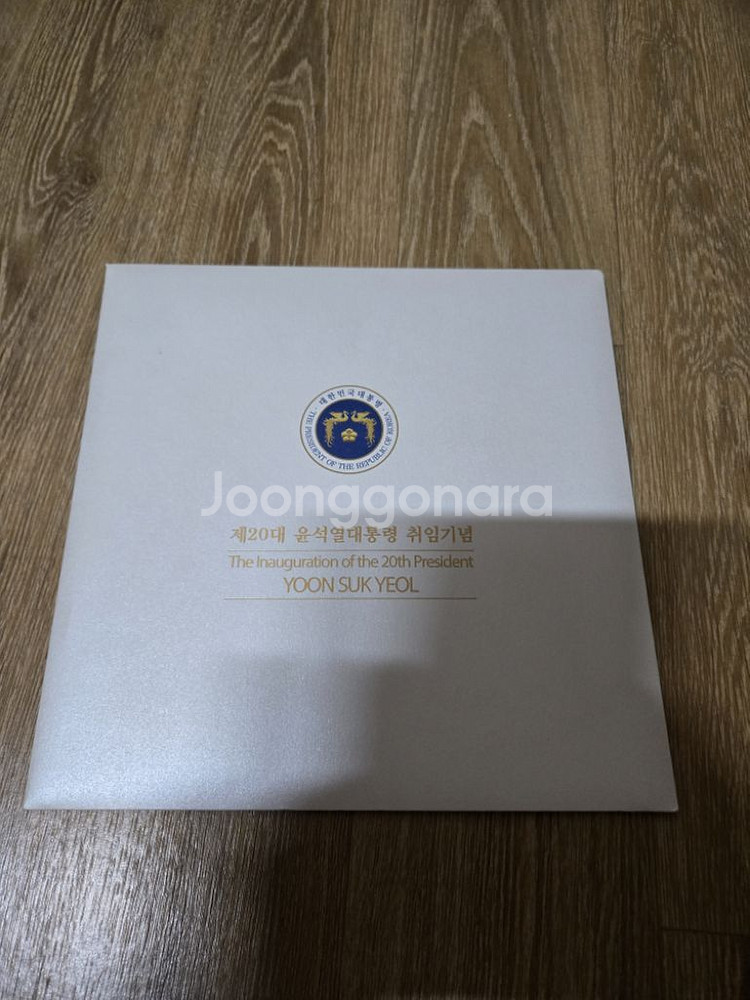 대한민국대통령
THE PRESIDENT OF THE REPUBLIC OF KOREA
Joonggonara
제20대 윤석열대통령 취임기념
The Inauguration of the 20th President
YOON SUK YEOL